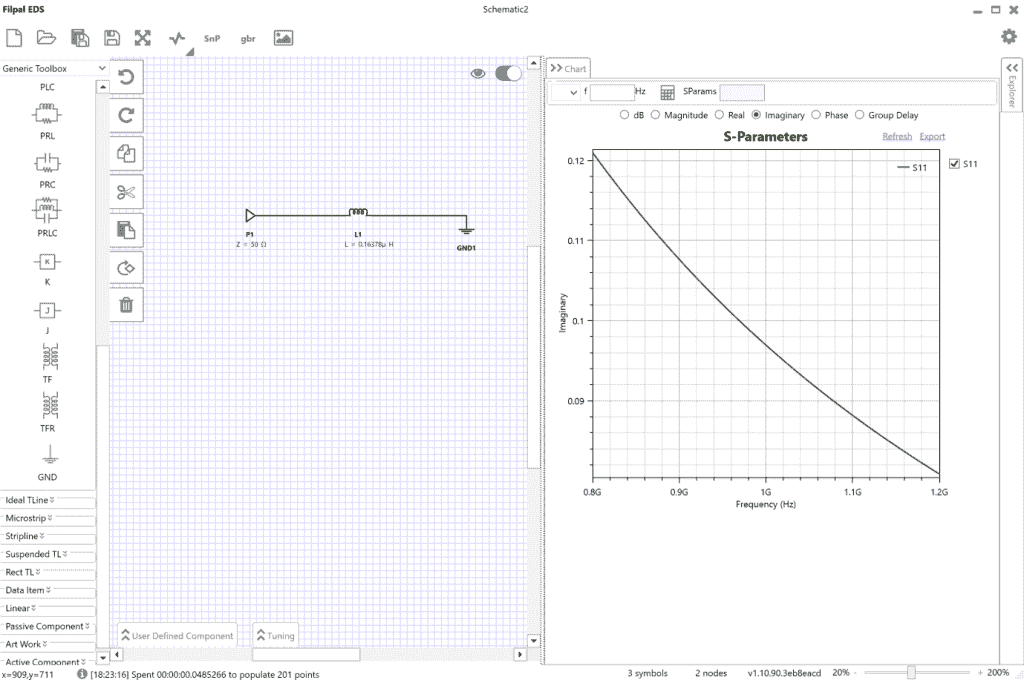 Filpal EDS
Schematic2
SnP
gbr
Generic Toolbox
PLC
PRL
PRC
PRLC
K
K
J
J
TF
TFR
GND
Ideal TLine
Microstrip
Stripline
Suspended TL
Rect TL
Data Item
Linear
Passive Component
Art Work
Active Component
P1
Z = 50 Ω
L1
L = 0.16378μ H
GND1
User Defined Component
Tuning
Chart
f Hz SParams
dB Magnitude Real Imaginary Phase Group Delay
S-Parameters
Refresh Export
S11
S11
0.12
0.11
0.1
0.09
Imaginary
0.8G 0.9G 1G 1.1G 1.2G
Frequency (Hz)
Explorer
x=909,y=711
[18:23:16] Spent 00:00:00.0485266 to populate 201 points
3 symbols
2 nodes
v1.10.90.3eb8eacd
20% - + 200%